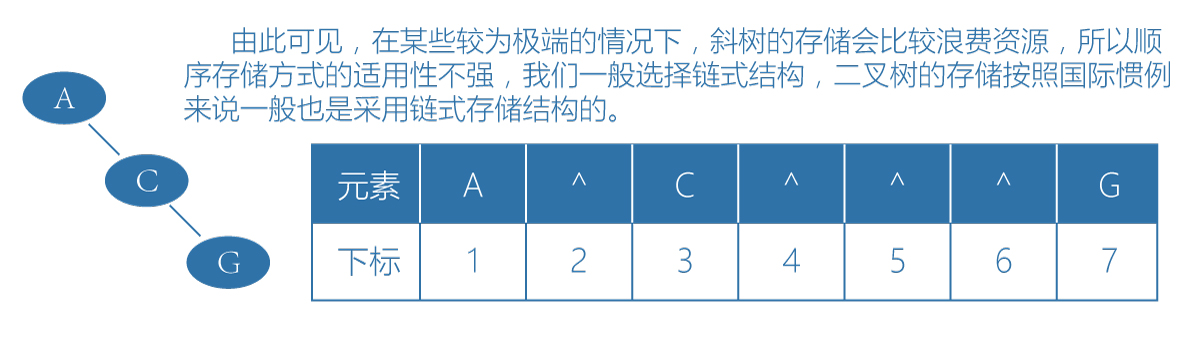 由此可见，在某些较为极端的情况下，斜树的存储会比较浪费资源，所以顺
序存储方式的适用性不强，我们一般选择链式结构，二叉树的存储按照国际惯例
来说一般也是采用链式存储结构的。
A
C
G
元素 A ^ C ^ ^ ^ G
下标 1 2 3 4 5 6 7